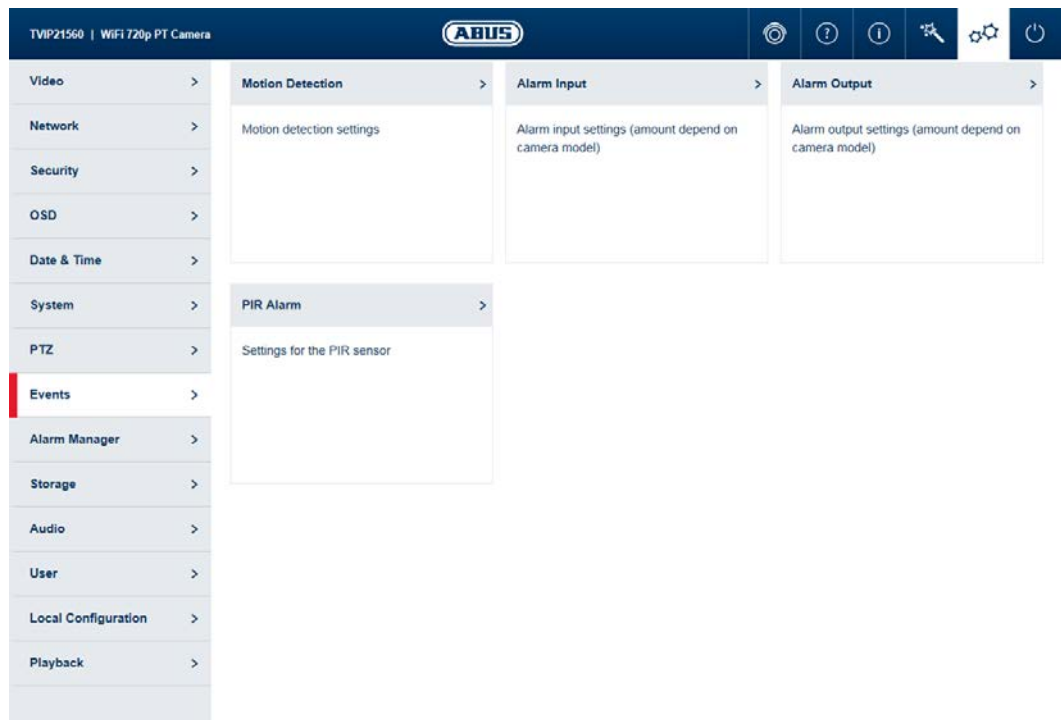 TVIP21560 | WiFi 720p PT Camera
ABUS
Video
Network
Security
OSD
Date & Time
System
PTZ
Events
Alarm Manager
Storage
Audio
User
Local Configuration
Playback
Motion Detection
Motion detection settings
Alarm Input
Alarm input settings (amount depend on
camera model)
Alarm Output
Alarm output settings (amount depend on
camera model)
PIR Alarm
Settings for the PIR sensor